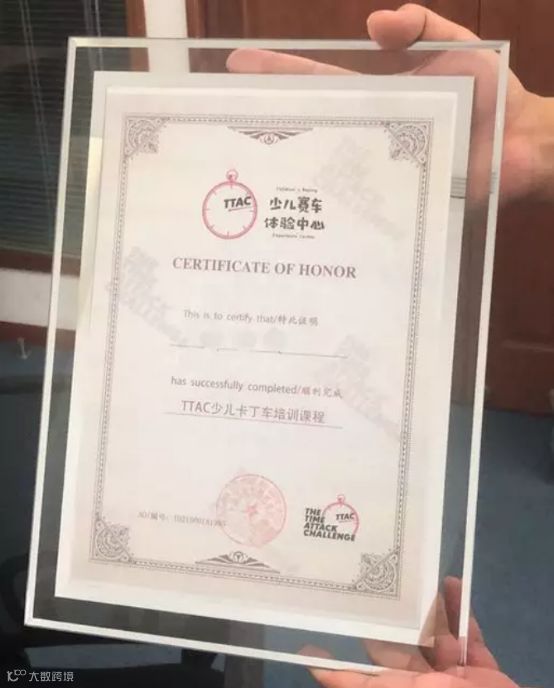 TTAC
Children's Racing
少儿赛车
体验中心
Experience Center
CERTIFICATE OF HONOR
This is to certify that/特此证明
has successfully completed/顺利完成
TTAC少儿卡丁车培训课程
THE
TIME
ATTACK
CHALLENGE
TTAC
大数跨境